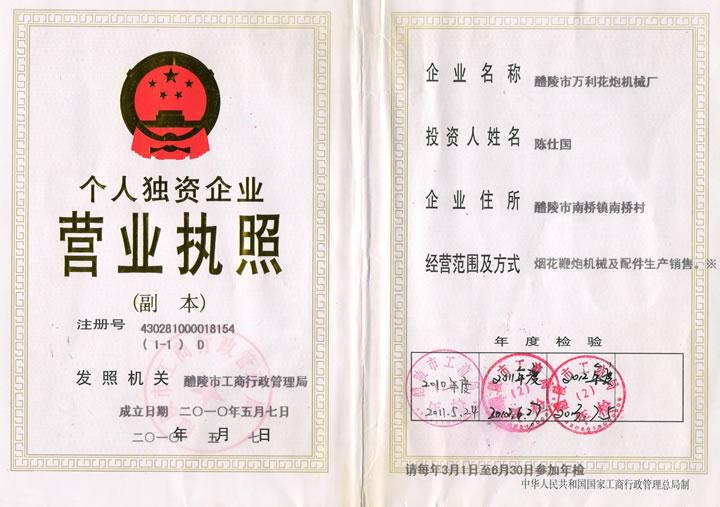 个人独资企业
营业执照
(副 本)
注册号 430281000018154
(1-1) D
发照机关 醴陵市工商行政管理局
成立日期 二〇一〇年五月七日
二〇一〇年 五月 七日
企业名称 醴陵市万利花炮机械厂
投资人姓名 陈仕国
企业住所 醴陵市南桥镇南桥村
经营范围及方式 烟花鞭炮机械及配件生产销售。※
年度检验
2010年度 2011年度 2012年度
2011.5.24
请每年3月1日至6月30日参加年检
中华人民共和国国家工商行政管理总局制